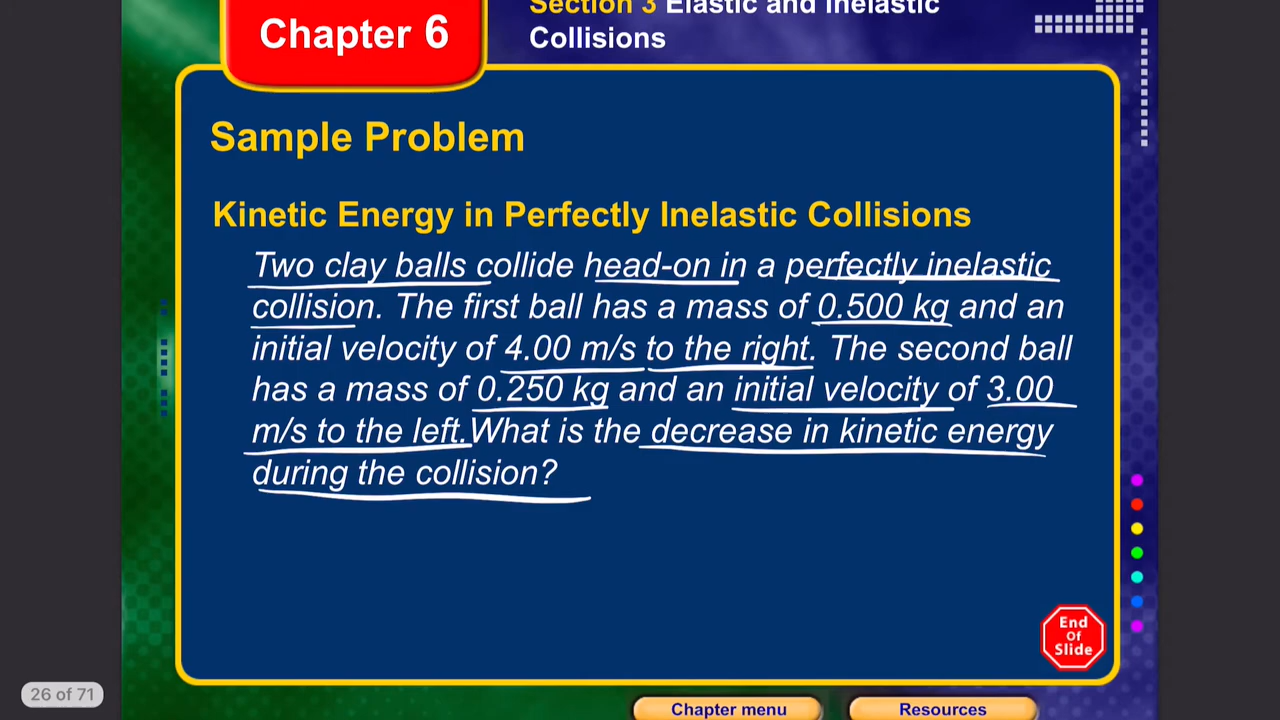 Section 3 Elastic and Inelastic
Collisions
Chapter 6
Sample Problem
Kinetic Energy in Perfectly Inelastic Collisions
Two clay balls collide head-on in a perfectly inelastic
collision. The first ball has a mass of 0.500 kg and an
initial velocity of 4.00 m/s to the right. The second ball
has a mass of 0.250 kg and an initial velocity of 3.00
m/s to the left.What is the decrease in kinetic energy
during the collision?
End
Of
Slide
26 of 71
Chapter menu
Resources